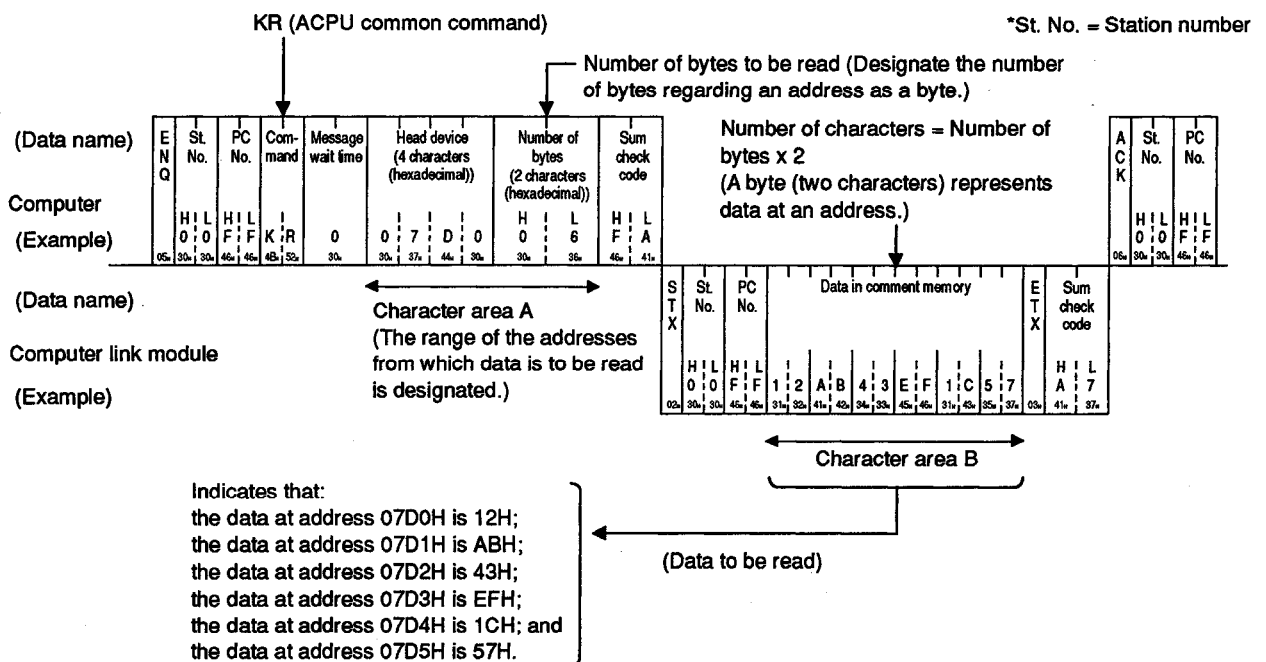 KR (ACPU common command)
*St. No. = Station number
Number of bytes to be read (Designate the number
of bytes regarding an address as a byte.)
(Data name)
E N Q
St. No.
PC No.
Com- mand
Message wait time
Head device (4 characters (hexadecimal))
Number of bytes (2 characters (hexadecimal))
Sum check code
Number of characters = Number of
bytes x 2
(A byte (two characters) represents
data at an address.)
A C K
St. No.
PC No.
Computer
(Example)
H L H L H L H L H L H L
0 0 F F K R 0 0 7 D 0 0 6 F A 0 0 F F
05H 30H 30H 46H 46H 4BH 52H 30H 30H 37H 44H 30H 30H 36H 46H 41H 06H 30H 30H 46H 46H
(Data name)
Character area A
(The range of the addresses
from which data is to be read
is designated.)
S T X
St. No.
PC No.
Data in comment memory
E T X
Sum check code
Computer link module
(Example)
H L H L H L
0 0 F F 1 2 A B 4 3 E F 1 C 5 7 A 7
02H 30H 30H 46H 46H 31H 32H 41H 42H 34H 33H 45H 46H 31H 43H 35H 37H 03H 41H 37H
Character area B
Indicates that:
the data at address 07D0H is 12H;
the data at address 07D1H is ABH;
the data at address 07D2H is 43H;
the data at address 07D3H is EFH;
the data at address 07D4H is 1CH; and
the data at address 07D5H is 57H.
(Data to be read)